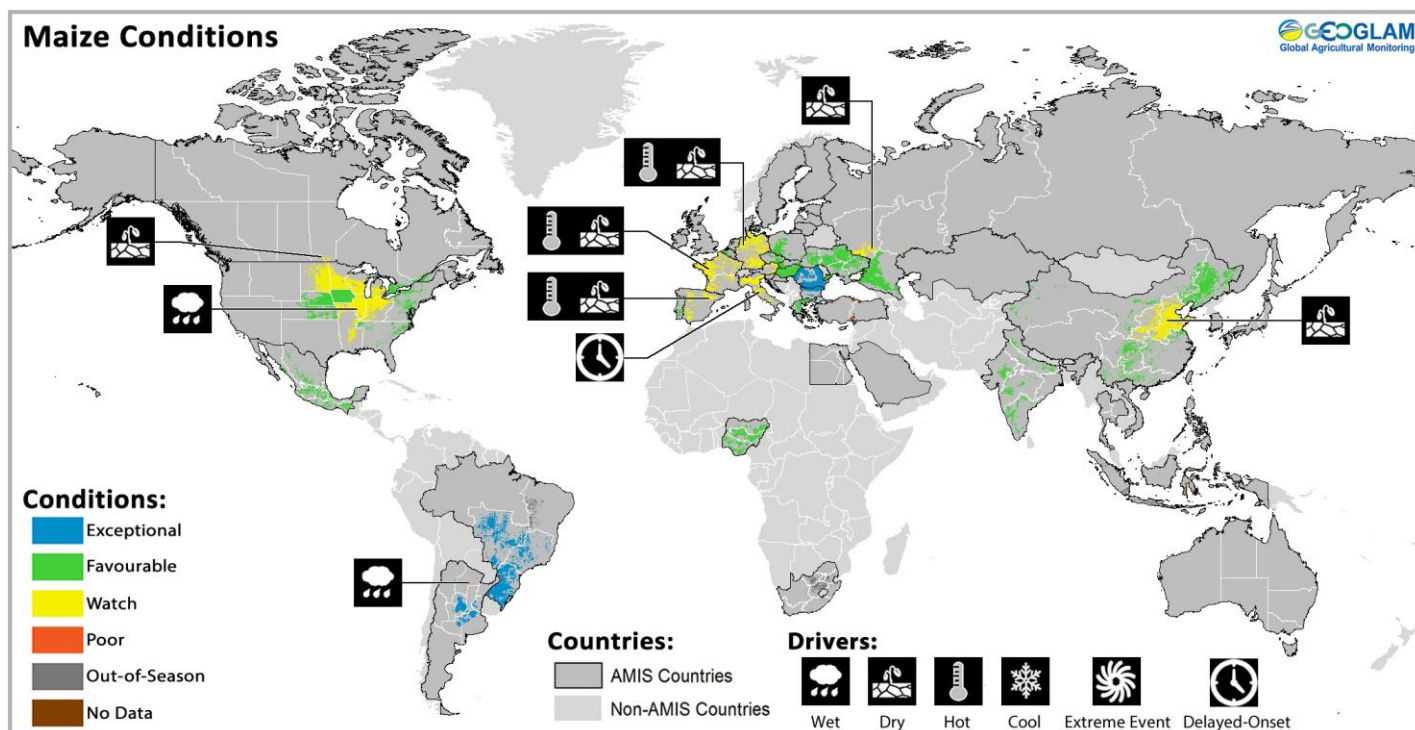 Maize Conditions
GEOGLAM
Global Agricultural Monitoring
Conditions:
Exceptional
Favourable
Watch
Poor
Out-of-Season
No Data
Countries:
AMIS Countries
Non-AMIS Countries
Drivers:
Wet
Dry
Hot
Cool
Extreme Event
Delayed-Onset